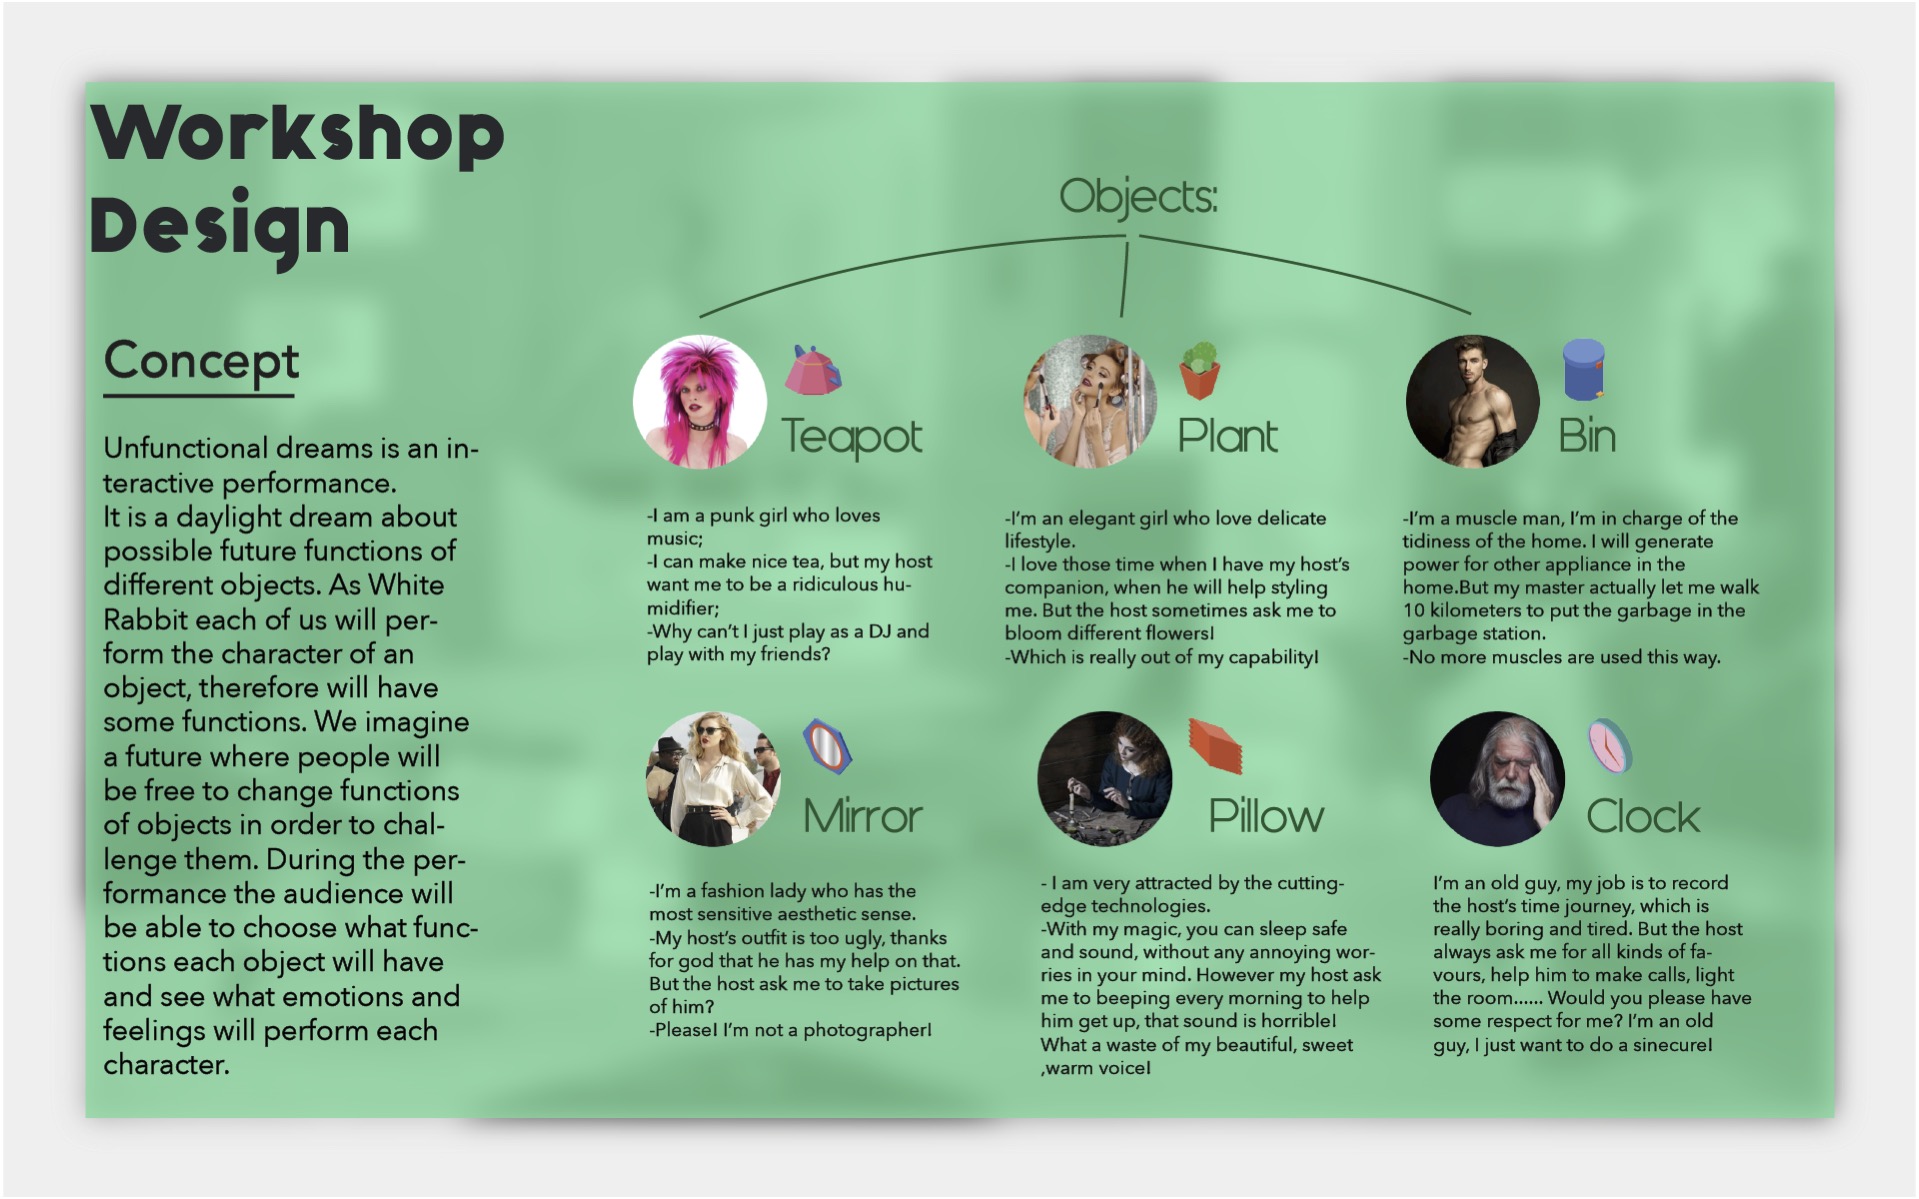 Workshop
Design
Concept
Unfunctional dreams is an in-
teractive performance.
It is a daylight dream about
possible future functions of
different objects. As White
Rabbit each of us will per-
form the character of an
object, therefore will have
some functions. We imagine
a future where people will
be free to change functions
of objects in order to chal-
lenge them. During the per-
formance the audience will
be able to choose what func-
tions each object will have
and see what emotions and
feelings will perform each
character.
Objects:
Teapot
-I am a punk girl who loves
music;
-I can make nice tea, but my host
want me to be a ridiculous hu-
midifier;
-Why can't I just play as a DJ and
play with my friends?
Plant
-I'm an elegant girl who love delicate
lifestyle.
-I love those time when I have my host's
companion, when he will help styling
me. But the host sometimes ask me to
bloom different flowers!
-Which is really out of my capability!
Bin
-I'm a muscle man, I'm in charge of the
tidiness of the home. I will generate
power for other appliance in the
home.But my master actually let me walk
10 kilometers to put the garbage in the
garbage station.
-No more muscles are used this way.
Mirror
-I'm a fashion lady who has the
most sensitive aesthetic sense.
-My host's outfit is too ugly, thanks
for god that he has my help on that.
But the host ask me to take pictures
of him?
-Please! I'm not a photographer!
Pillow
- I am very attracted by the cutting-
edge technologies.
-With my magic, you can sleep safe
and sound, without any annoying wor-
ries in your mind. However my host ask
me to beeping every morning to help
him get up, that sound is horrible!
What a waste of my beautiful, sweet
,warm voice!
Clock
I'm an old guy, my job is to record
the host's time journey, which is
really boring and tired. But the host
always ask me for all kinds of fa-
vours, help him to make calls, light
the room...... Would you please have
some respect for me? I'm an old
guy, I just want to do a sinecure!